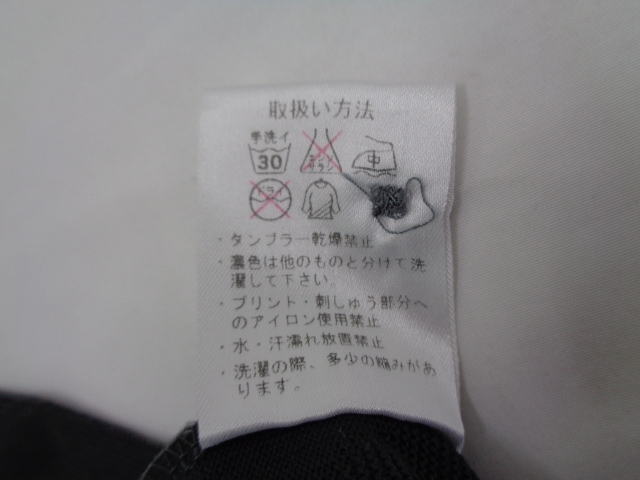 取扱い方法
手洗イ
30
中
ドライ
・タンブラー乾燥禁止
・濃色は他のものと分けて洗
濯して下さい。
・プリント・刺しゅう部分へ
のアイロン使用禁止
・水・汗濡れ放置禁止
・洗濯の際、多少の縮みがあ
ります。